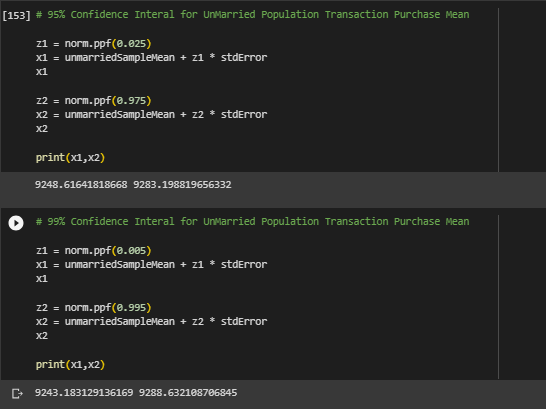 [153] # 95% Confidence Interal for UnMarried Population Transaction Purchase Mean
z1 = norm.ppf(0.025)
x1 = unmarriedSampleMean + z1 * stdError
x1
z2 = norm.ppf(0.975)
x2 = unmarriedSampleMean + z2 * stdError
x2
print(x1,x2)
9248.61641818668 9283.198819656332
# 99% Confidence Interal for UnMarried Population Transaction Purchase Mean
z1 = norm.ppf(0.005)
x1 = unmarriedSampleMean + z1 * stdError
x1
z2 = norm.ppf(0.995)
x2 = unmarriedSampleMean + z2 * stdError
x2
print(x1,x2)
9243.183129136169 9288.632108706845